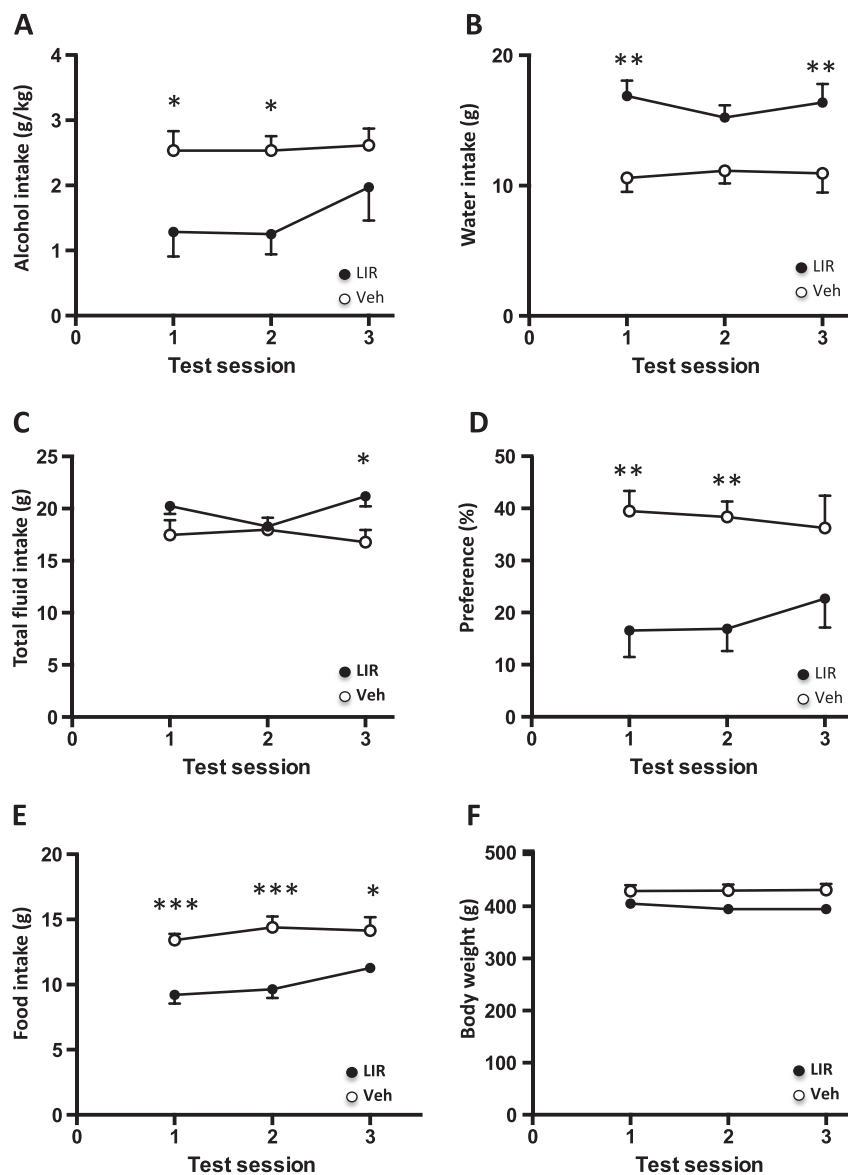 A
Alcohol intake (g/kg)
4
3
2
1
0
* *
LIR
Veh
0 1 2 3
Test session
B
Water intake (g)
20
10
0
** **
LIR
Veh
0 1 2 3
Test session
C
Total fluid intake (g)
25
20
15
10
5
0
*
LIR
Veh
0 1 2 3
Test session
D
Preference (%)
50
40
30
20
10
0
** **
LIR
Veh
0 1 2 3
Test session
E
Food intake (g)
20
15
10
5
0
*** *** *
LIR
Veh
0 1 2 3
Test session
F
Body weight (g)
500
400
300
200
100
0
LIR
Veh
0 1 2 3
Test session